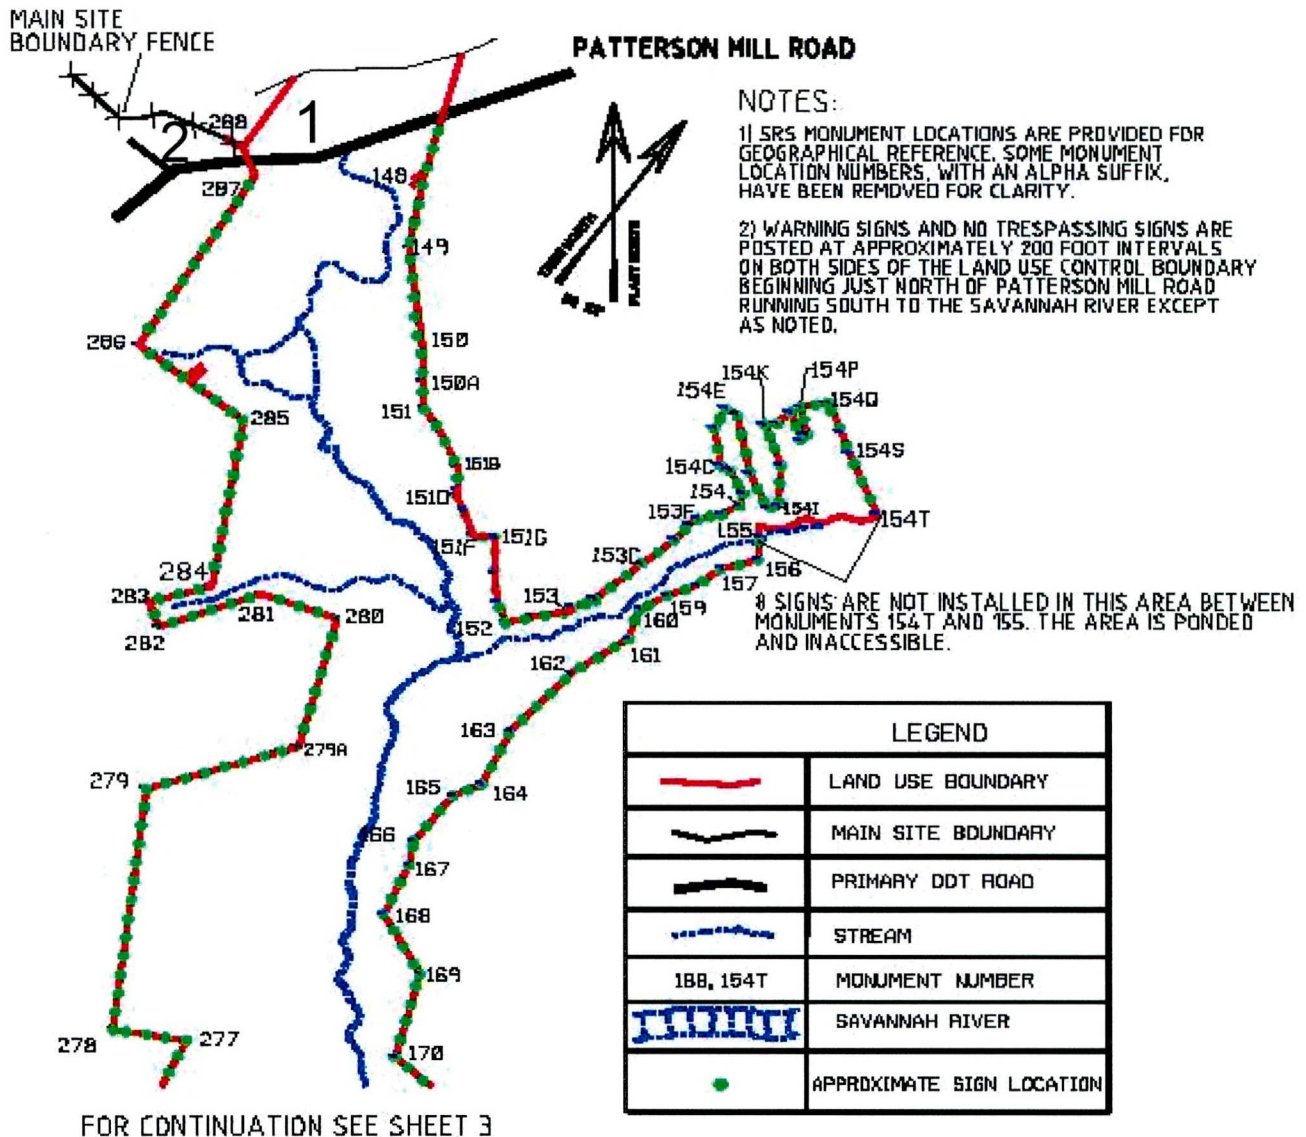 MAIN SITE
BOUNDARY FENCE
PATTERSON MILL ROAD
288
1
2
287
148
149
286
150
150A
151
285
151B
151D
151F
151G
284
283
282
281
280
152
153
153C
153F
154
154D
154E
154K
154P
154Q
154S
154I
154T
155
156
157
159
160
161
162
163
164
165
166
167
168
169
170
279A
279
278
277
PLANT NORTH
NOTES:
1) SRS MONUMENT LOCATIONS ARE PROVIDED FOR
GEOGRAPHICAL REFERENCE. SOME MONUMENT
LOCATION NUMBERS, WITH AN ALPHA SUFFIX,
HAVE BEEN REMOVED FOR CLARITY.
2) WARNING SIGNS AND NO TRESPASSING SIGNS ARE
POSTED AT APPROXIMATELY 200 FOOT INTERVALS
ON BOTH SIDES OF THE LAND USE CONTROL BOUNDARY
BEGINNING JUST NORTH OF PATTERSON MILL ROAD
RUNNING SOUTH TO THE SAVANNAH RIVER EXCEPT
AS NOTED.
SIGNS ARE NOT INSTALLED IN THIS AREA BETWEEN
MONUMENTS 154T AND 155. THE AREA IS PONDED
AND INACCESSIBLE.
LEGEND
LAND USE BOUNDARY
MAIN SITE BOUNDARY
PRIMARY DOT ROAD
STREAM
188, 154T MONUMENT NUMBER
SAVANNAH RIVER
APPROXIMATE SIGN LOCATION
FOR CONTINUATION SEE SHEET 3